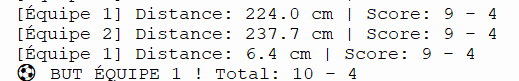 [Équipe 1] Distance: 224.0 cm | Score: 9 - 4
[Équipe 2] Distance: 237.7 cm | Score: 9 - 4
[Équipe 1] Distance: 6.4 cm | Score: 9 - 4
⚽ BUT ÉQUIPE 1 ! Total: 10 - 4